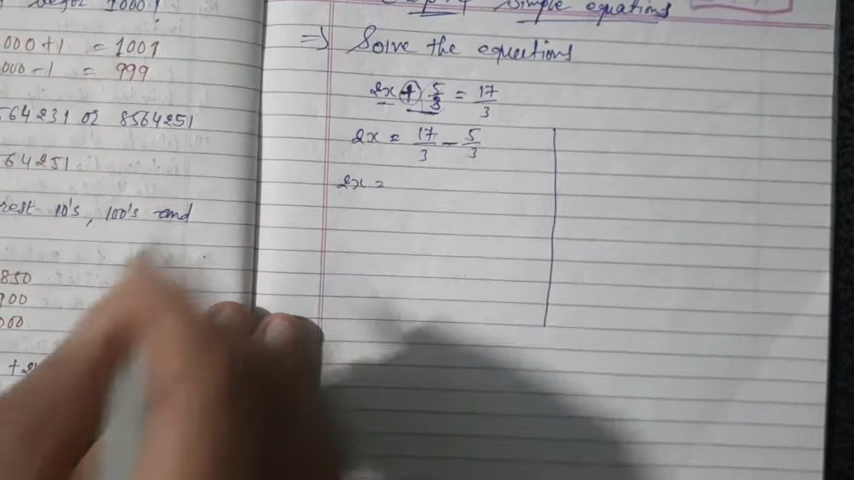 1000!
000+1 = 1001
000-1 = 999
564231 or 8564251
64251
rest 10's, 100's and
850
900
000
simple equations
⇒ Solve the equations
2x + 5/3 = 17/3
2x = 17/3 - 5/3
2x =